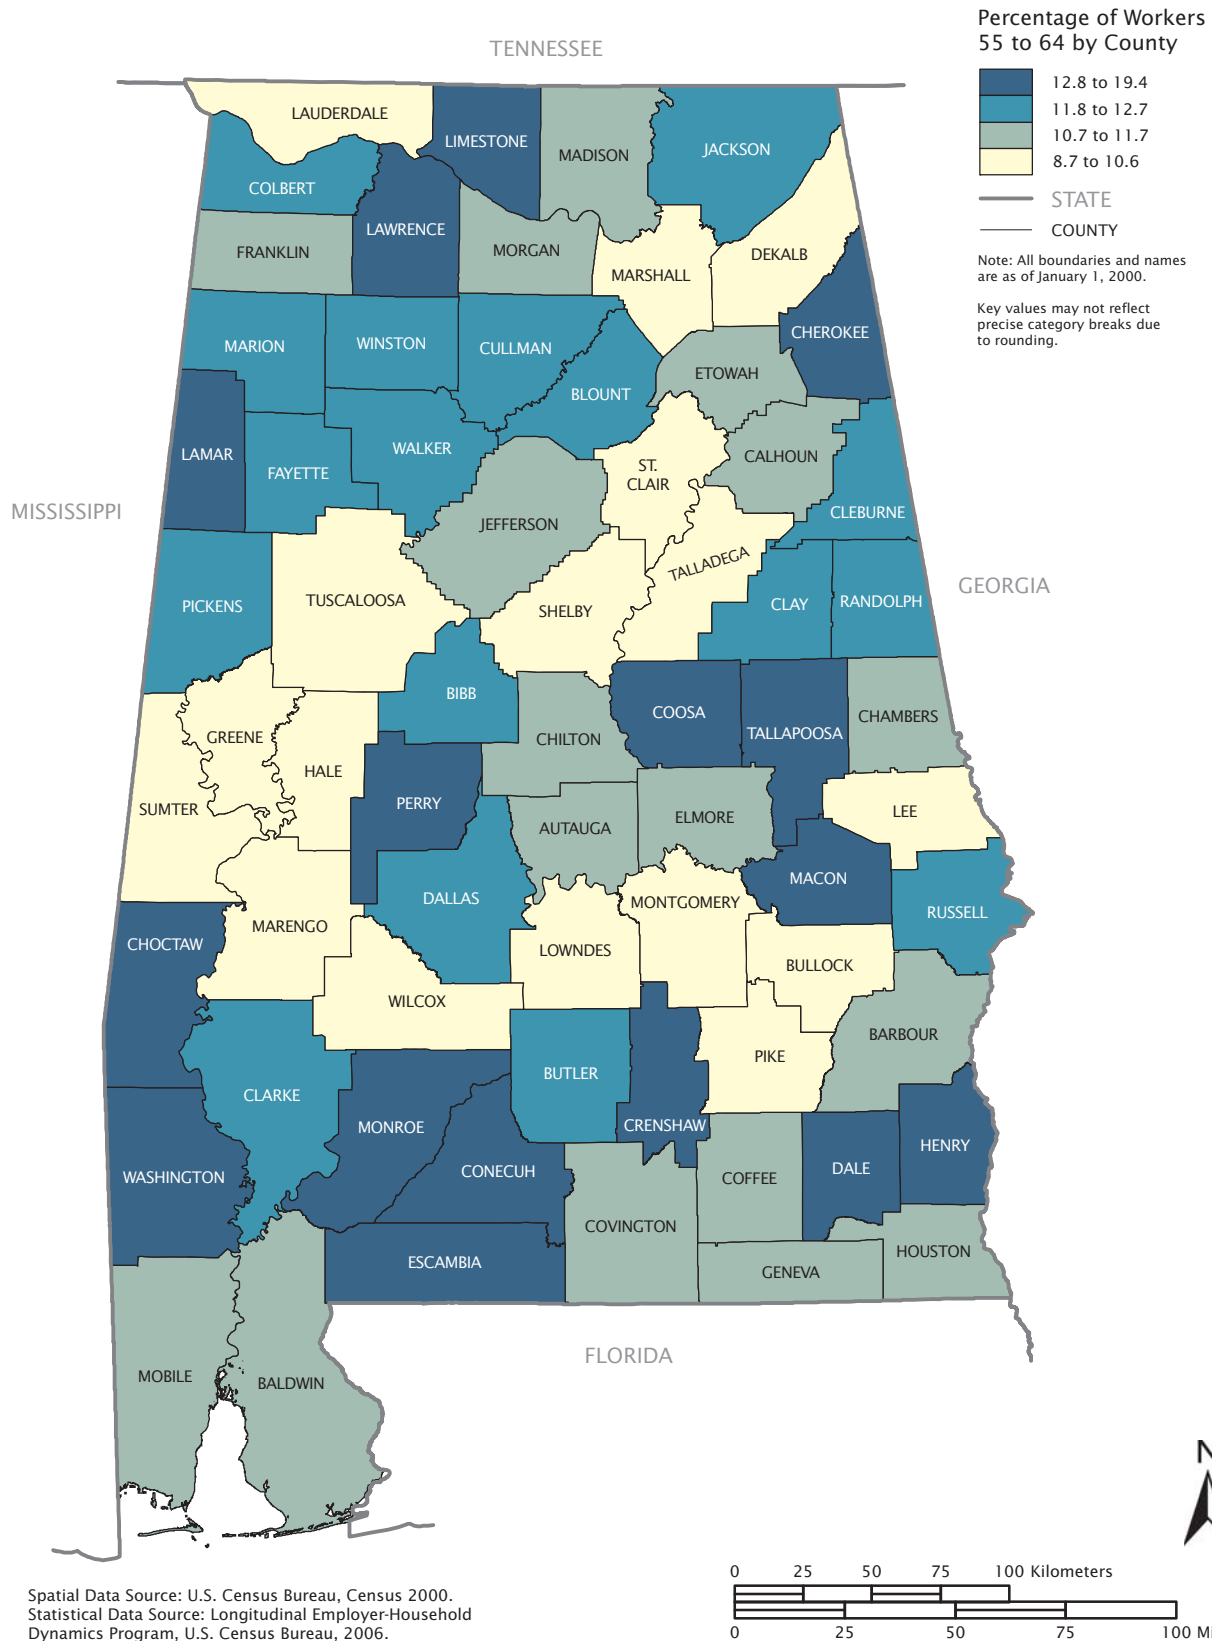 Percentage of Workers
55 to 64 by County
12.8 to 19.4
11.8 to 12.7
10.7 to 11.7
8.7 to 10.6
STATE
COUNTY
Note: All boundaries and names
are as of January 1, 2000.
Key values may not reflect
precise category breaks due
to rounding.
TENNESSEE
LAUDERDALE
LIMESTONE
MADISON
JACKSON
COLBERT
LAWRENCE
FRANKLIN
MORGAN
MARSHALL
DEKALB
CHEROKEE
MARION
WINSTON
CULLMAN
ETOWAH
BLOUNT
LAMAR
FAYETTE
WALKER
ST.
CLAIR
CALHOUN
MISSISSIPPI
JEFFERSON
CLEBURNE
TALLADEGA
GEORGIA
PICKENS
TUSCALOOSA
SHELBY
CLAY
RANDOLPH
BIBB
COOSA
TALLAPOOSA
CHAMBERS
GREENE
CHILTON
HALE
SUMTER
PERRY
AUTAUGA
ELMORE
LEE
MACON
DALLAS
MONTGOMERY
RUSSELL
MARENGO
CHOCTAW
LOWNDES
BULLOCK
WILCOX
BARBOUR
PIKE
BUTLER
CLARKE
MONROE
CRENSHAW
HENRY
WASHINGTON
CONECUH
COFFEE
DALE
COVINGTON
HOUSTON
ESCAMBIA
GENEVA
FLORIDA
MOBILE
BALDWIN
N
0 25 50 75 100 Kilometers
0 25 50 75 100 Mi
Spatial Data Source: U.S. Census Bureau, Census 2000.
Statistical Data Source: Longitudinal Employer-Household
Dynamics Program, U.S. Census Bureau, 2006.